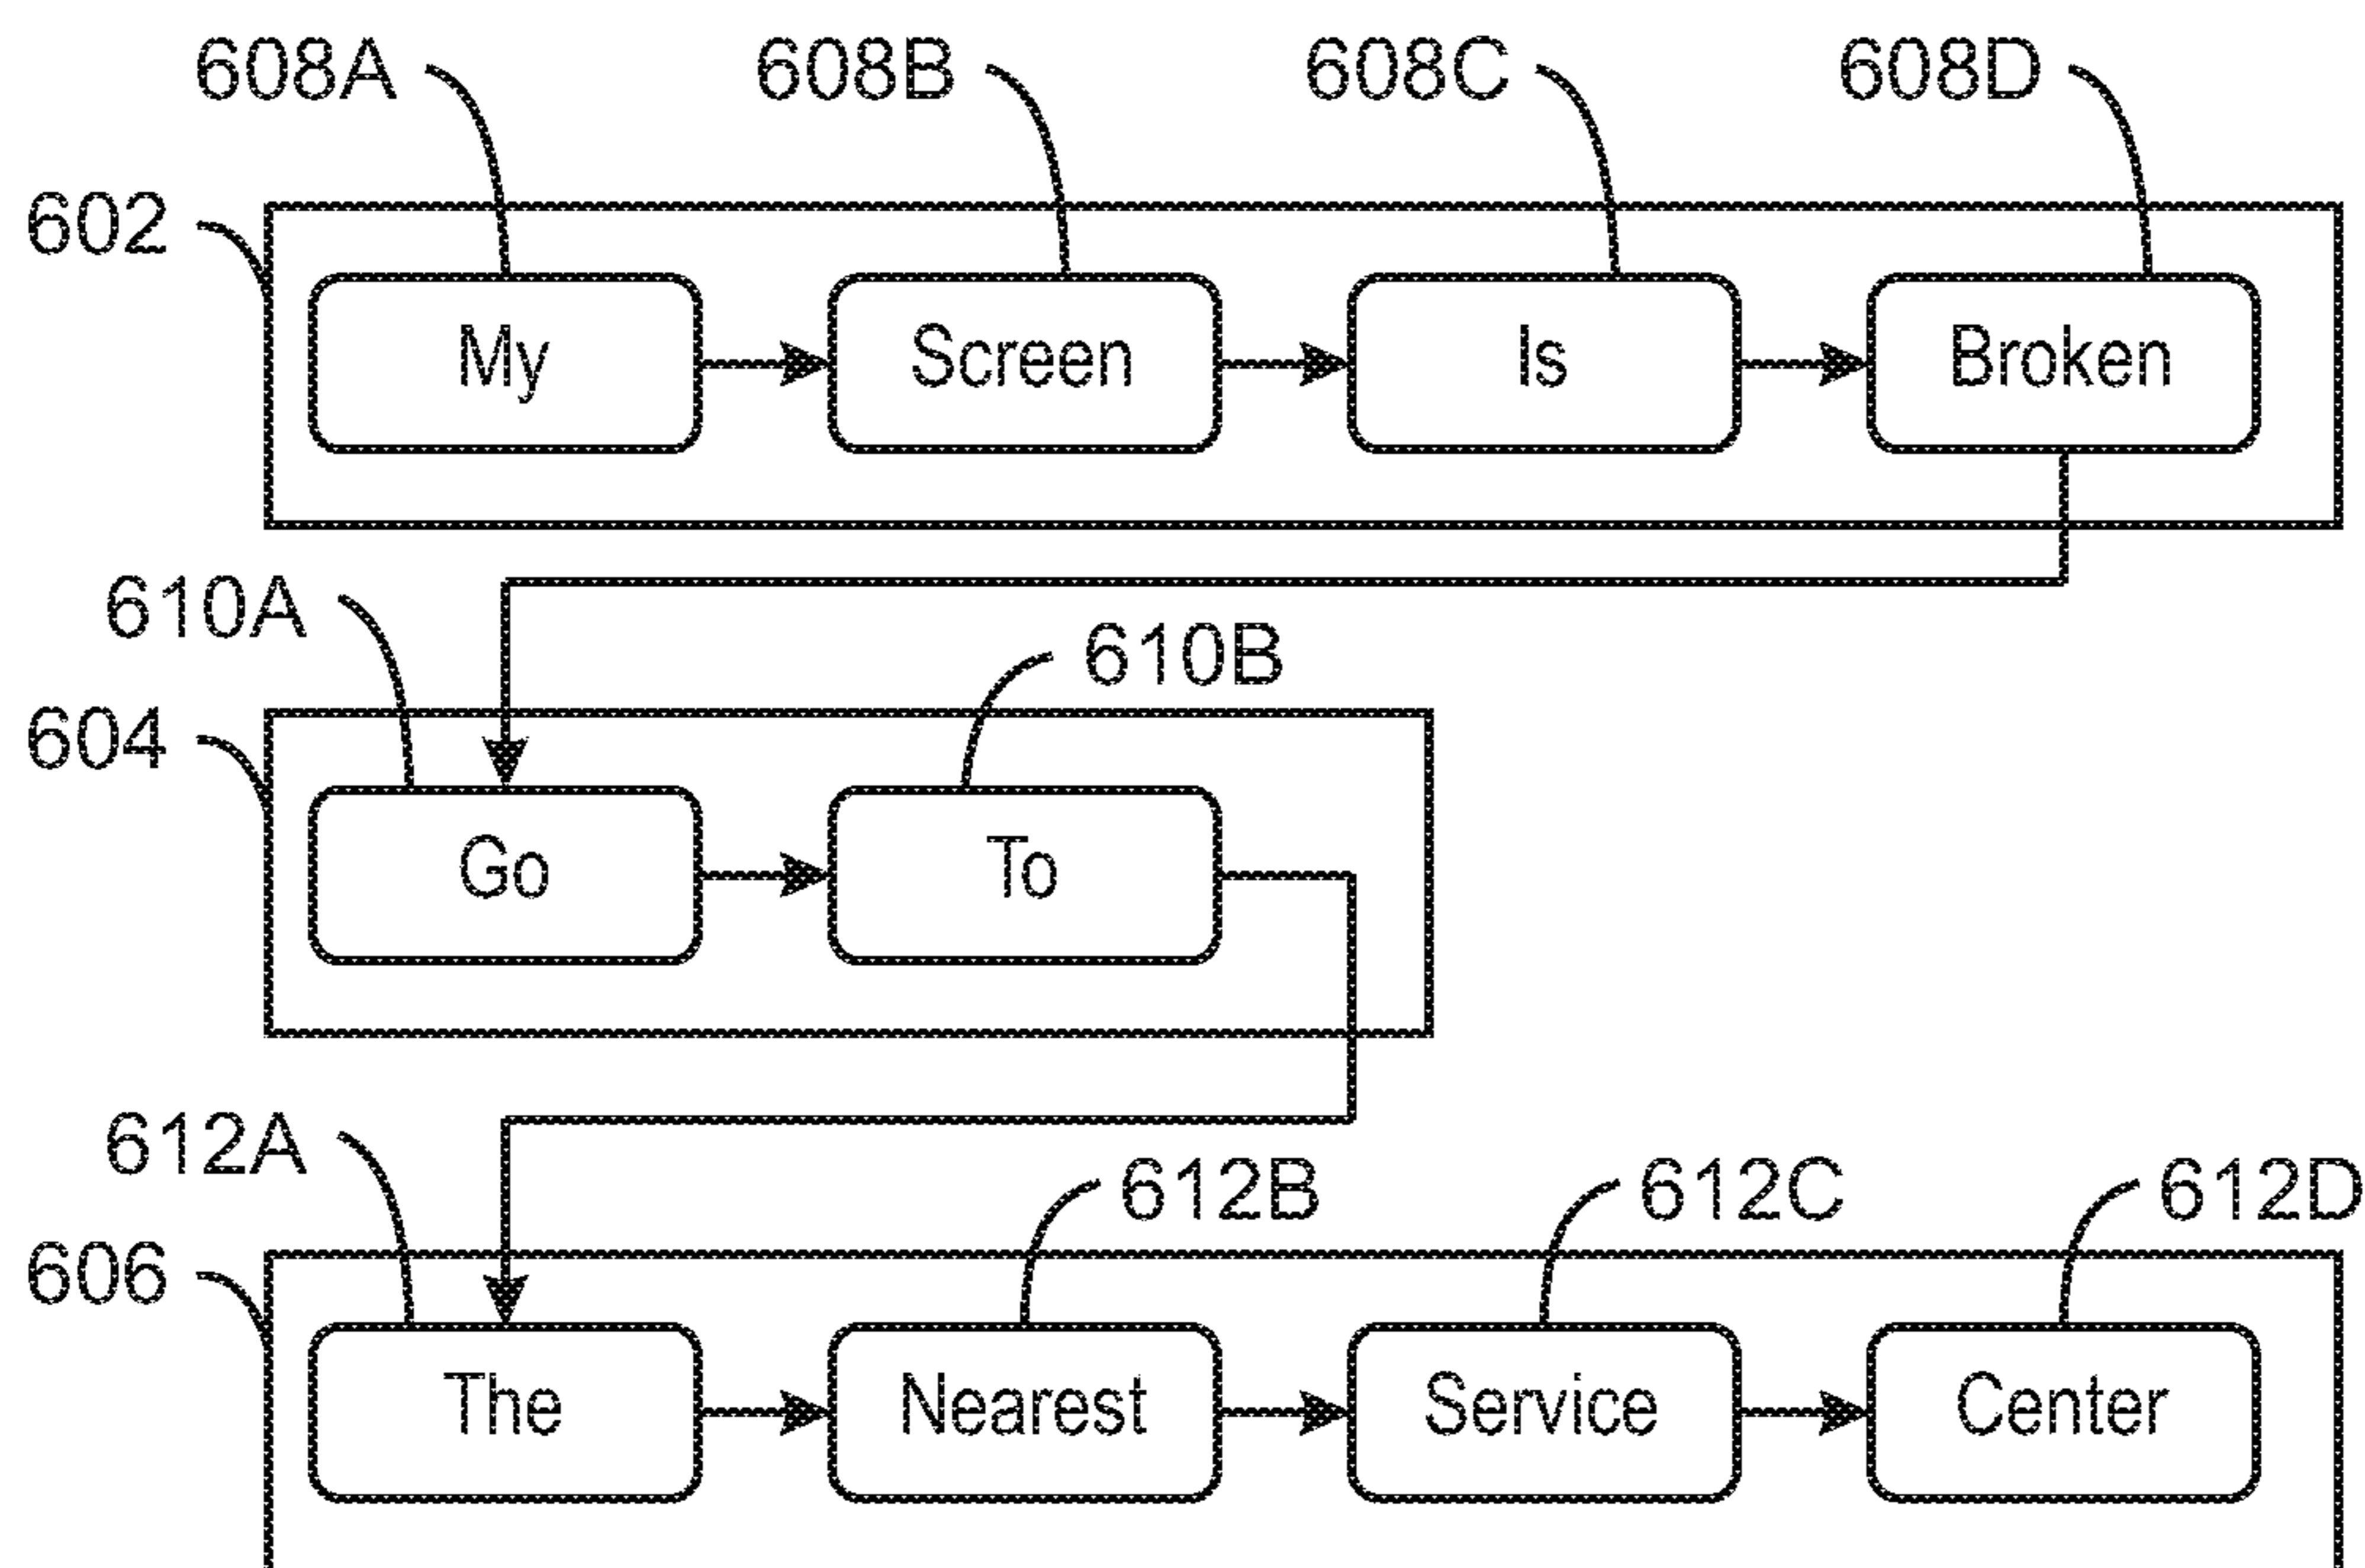 608A 608B 608C 608D
602
My Screen Is Broken
610A
610B
604
Go To
612A
612B 612C 612D
606
The Nearest Service Center